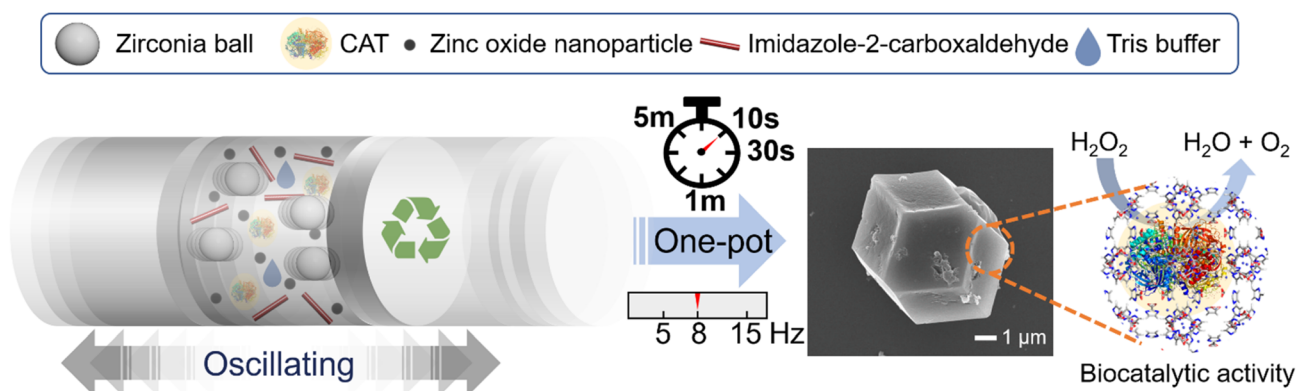 Zirconia ball CAT Zinc oxide nanoparticle Imidazole-2-carboxaldehyde Tris buffer
5m 10s
30s
1m
One-pot
5 8 15 Hz
Oscillating
1 μm
H₂O₂ H₂O + O₂
Biocatalytic activity